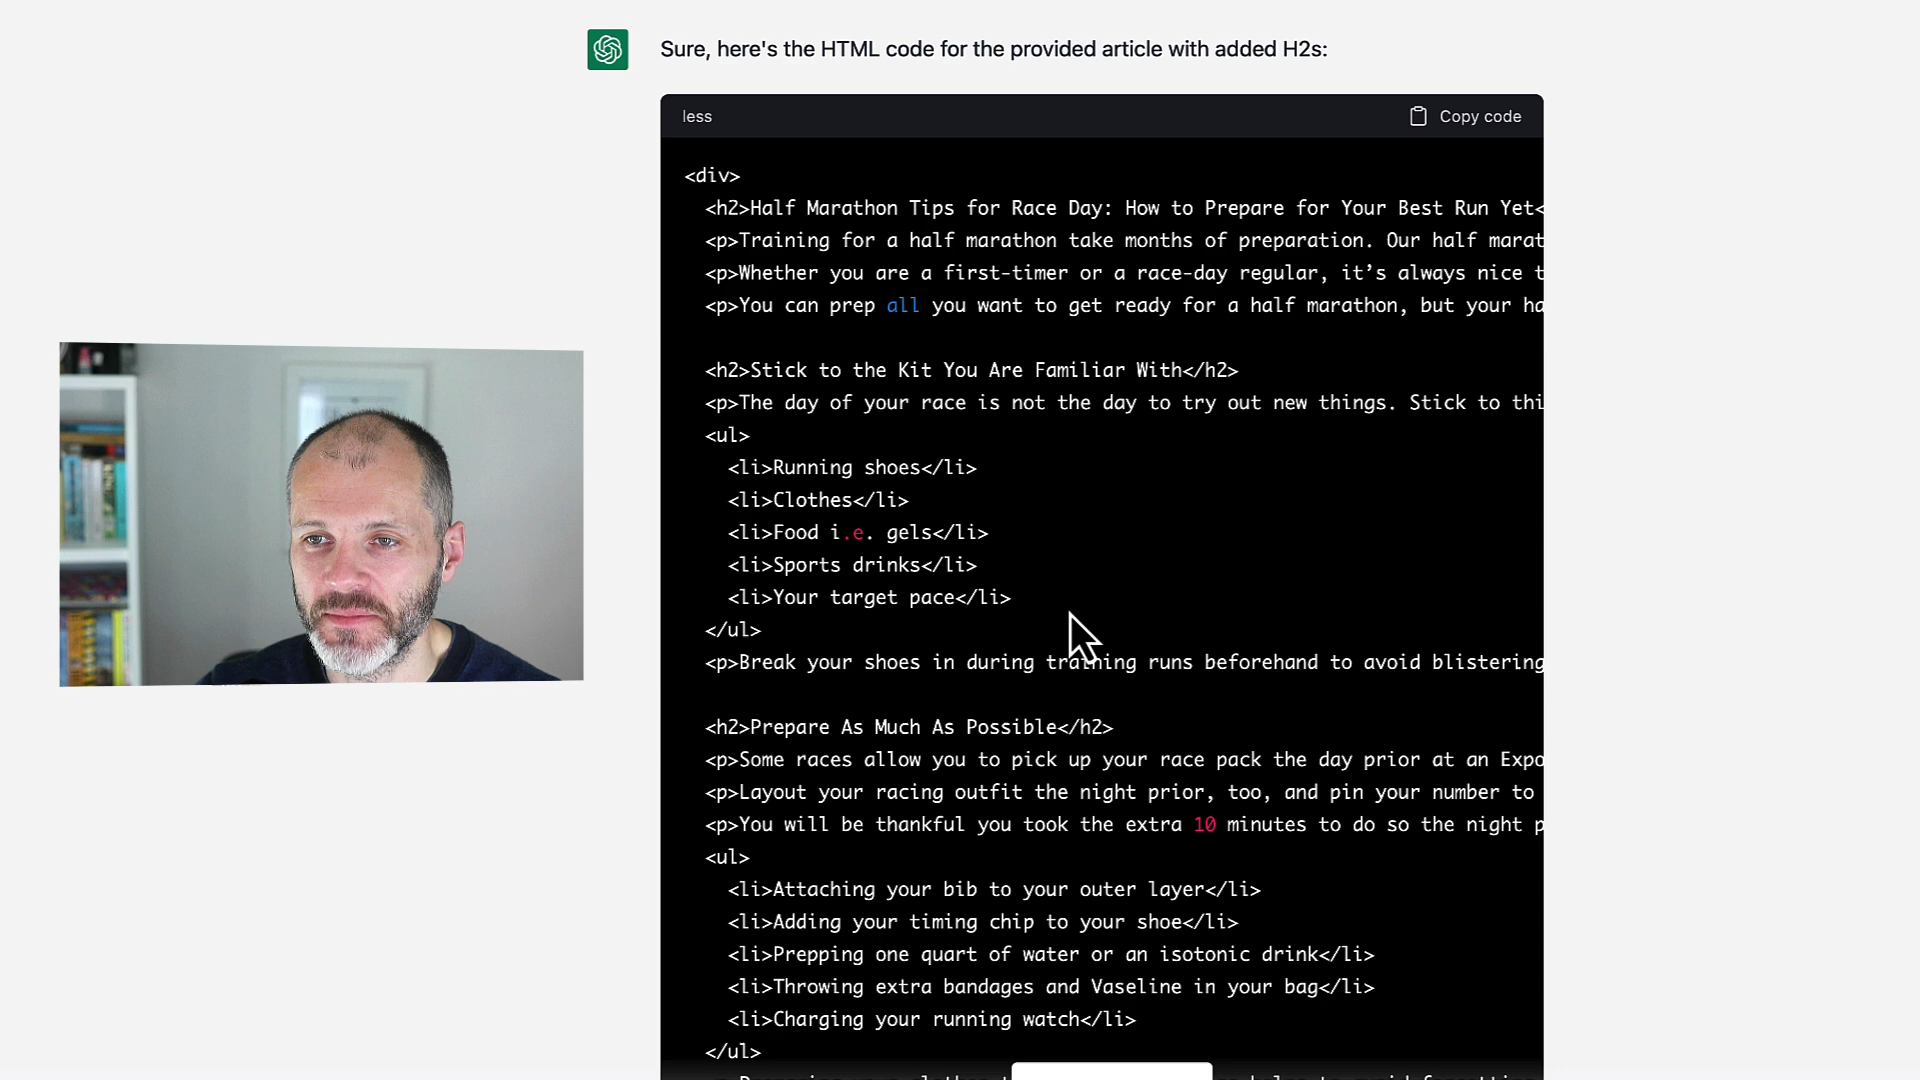 Sure, here's the HTML code for the provided article with added H2s:
less
Copy code
<div>
<h2>Half Marathon Tips for Race Day: How to Prepare for Your Best Run Yet<
<p>Training for a half marathon take months of preparation. Our half marat
<p>Whether you are a first-timer or a race-day regular, it’s always nice t
<p>You can prep all you want to get ready for a half marathon, but your ha
<h2>Stick to the Kit You Are Familiar With</h2>
<p>The day of your race is not the day to try out new things. Stick to thi
<ul>
<li>Running shoes</li>
<li>Clothes</li>
<li>Food i.e. gels</li>
<li>Sports drinks</li>
<li>Your target pace</li>
</ul>
<p>Break your shoes in during training runs beforehand to avoid blistering
<h2>Prepare As Much As Possible</h2>
<p>Some races allow you to pick up your race pack the day prior at an Expo
<p>Layout your racing outfit the night prior, too, and pin your number to
<p>You will be thankful you took the extra 10 minutes to do so the night p
<ul>
<li>Attaching your bib to your outer layer</li>
<li>Adding your timing chip to your shoe</li>
<li>Prepping one quart of water or an isotonic drink</li>
<li>Throwing extra bandages and Vaseline in your bag</li>
<li>Charging your running watch</li>
</ul>